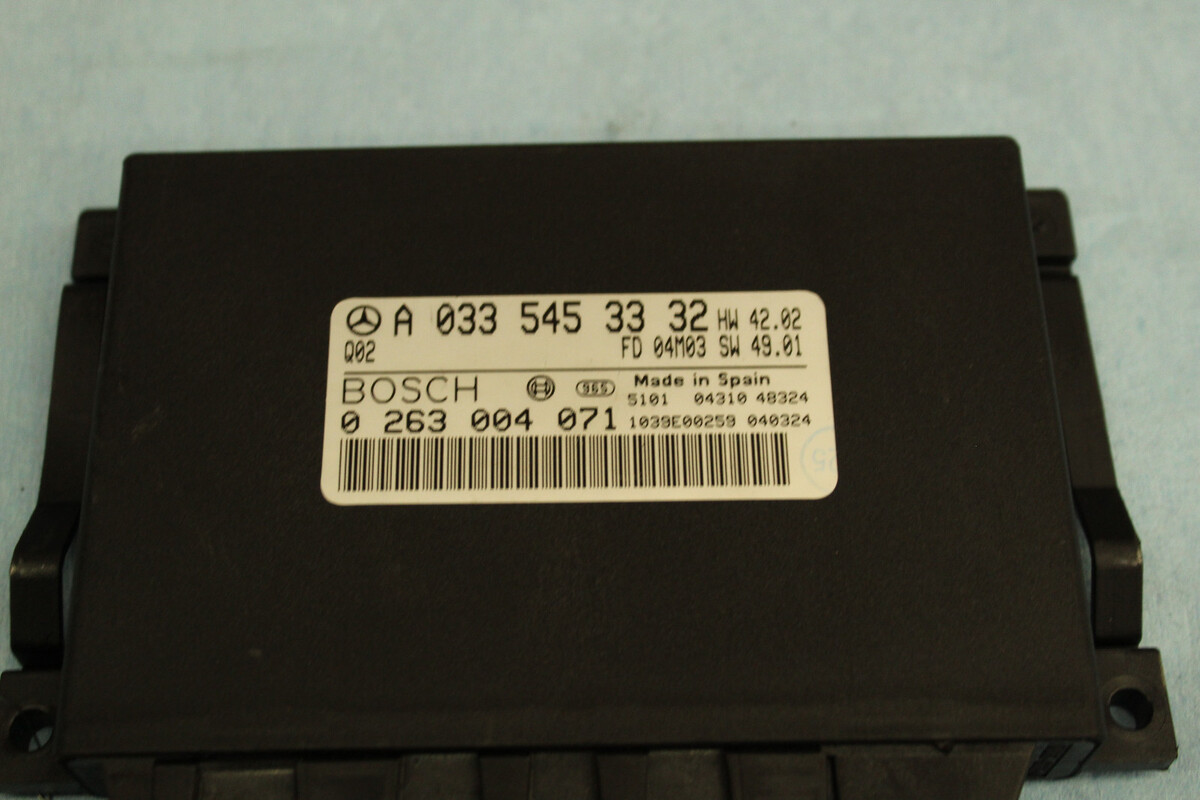 A 033 545 33 32 HW 42.02
Q02 FD 04M03 SW 49.01
BOSCH 965 Made in Spain
5101 04310 48324
0 263 004 071 1039E00259 040324